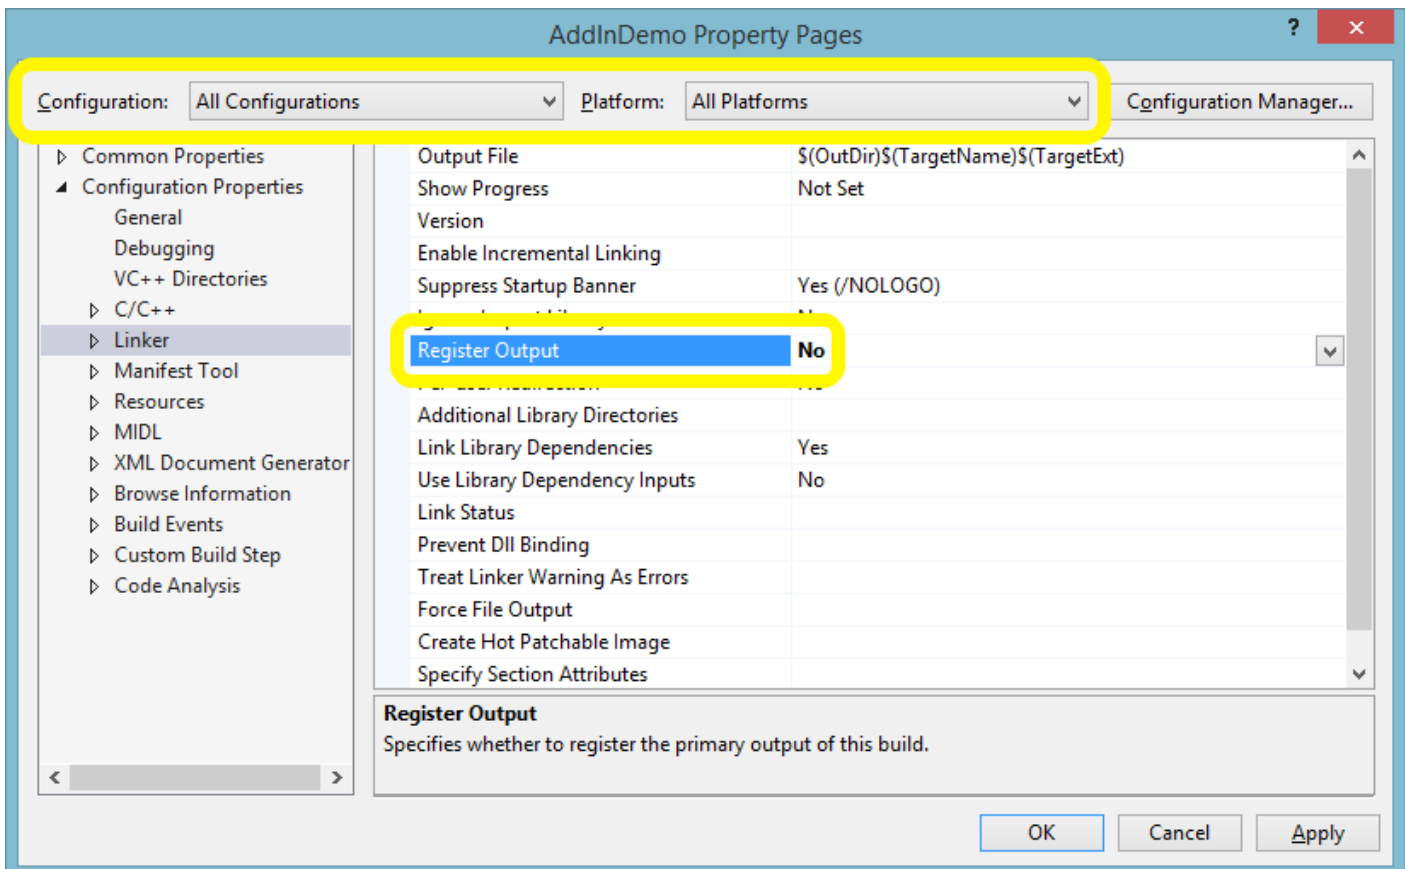 AddInDemo Property Pages
?
Configuration: All Configurations Platform: All Platforms Configuration Manager...
Common Properties
Configuration Properties
General
Debugging
VC++ Directories
C/C++
Linker
Manifest Tool
Resources
MIDL
XML Document Generator
Browse Information
Build Events
Custom Build Step
Code Analysis
Output File $(OutDir)$(TargetName)$(TargetExt)
Show Progress Not Set
Version
Enable Incremental Linking
Suppress Startup Banner Yes (/NOLOGO)
Register Output No
Additional Library Directories
Link Library Dependencies Yes
Use Library Dependency Inputs No
Link Status
Prevent Dll Binding
Treat Linker Warning As Errors
Force File Output
Create Hot Patchable Image
Specify Section Attributes
Register Output
Specifies whether to register the primary output of this build.
OK Cancel Apply